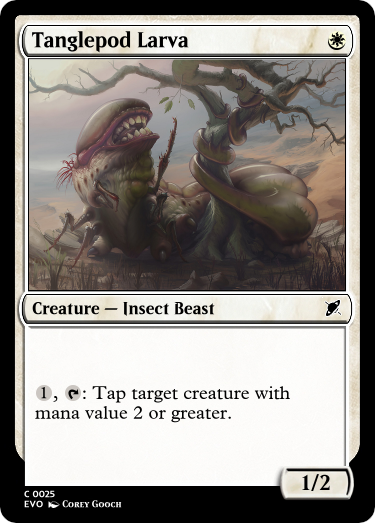 Tanglepod Larva
Creature — Insect Beast
1, : Tap target creature with
mana value 2 or greater.
1/2
C 0025
EVO Corey Gooch